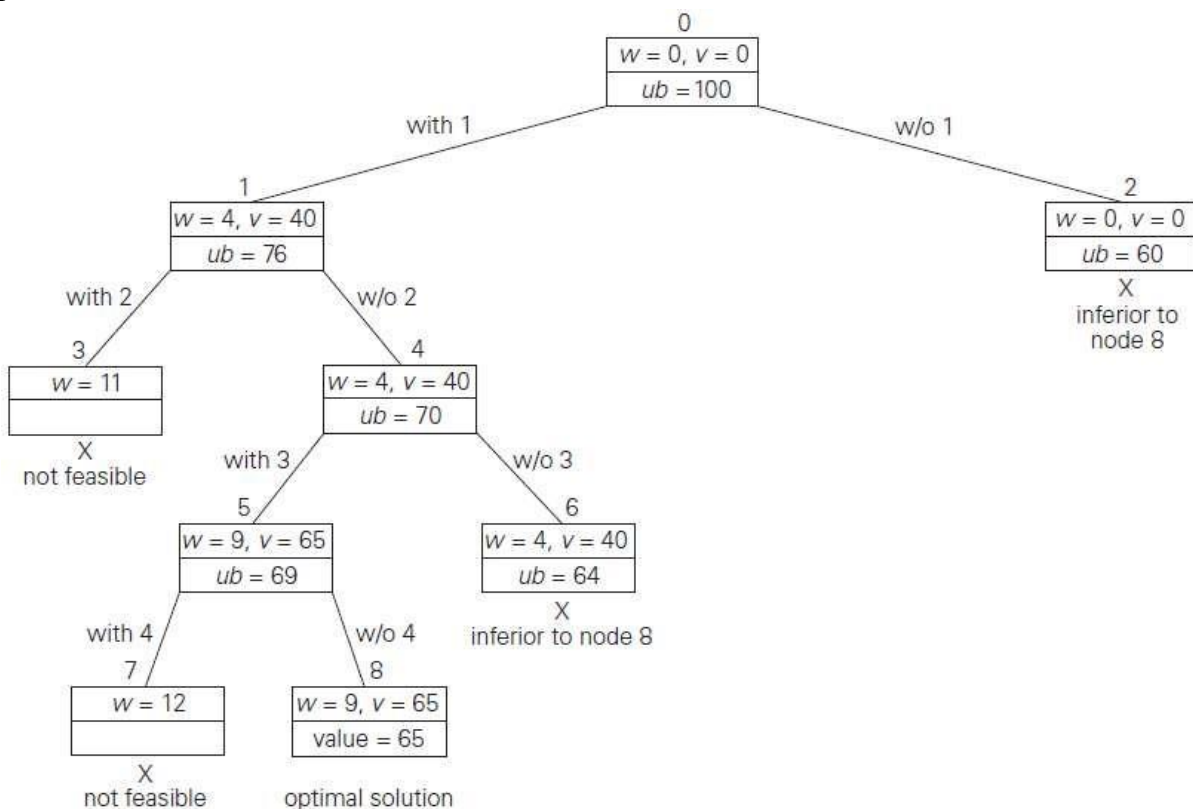 0
w = 0, v = 0
ub = 100
with 1
w/o 1
1
w = 4, v = 40
ub = 76
2
w = 0, v = 0
ub = 60
X
inferior to
node 8
with 2
w/o 2
3
w = 11
X
not feasible
4
w = 4, v = 40
ub = 70
with 3
w/o 3
5
w = 9, v = 65
ub = 69
6
w = 4, v = 40
ub = 64
X
inferior to node 8
with 4
w/o 4
7
w = 12
X
not feasible
8
w = 9, v = 65
value = 65
optimal solution